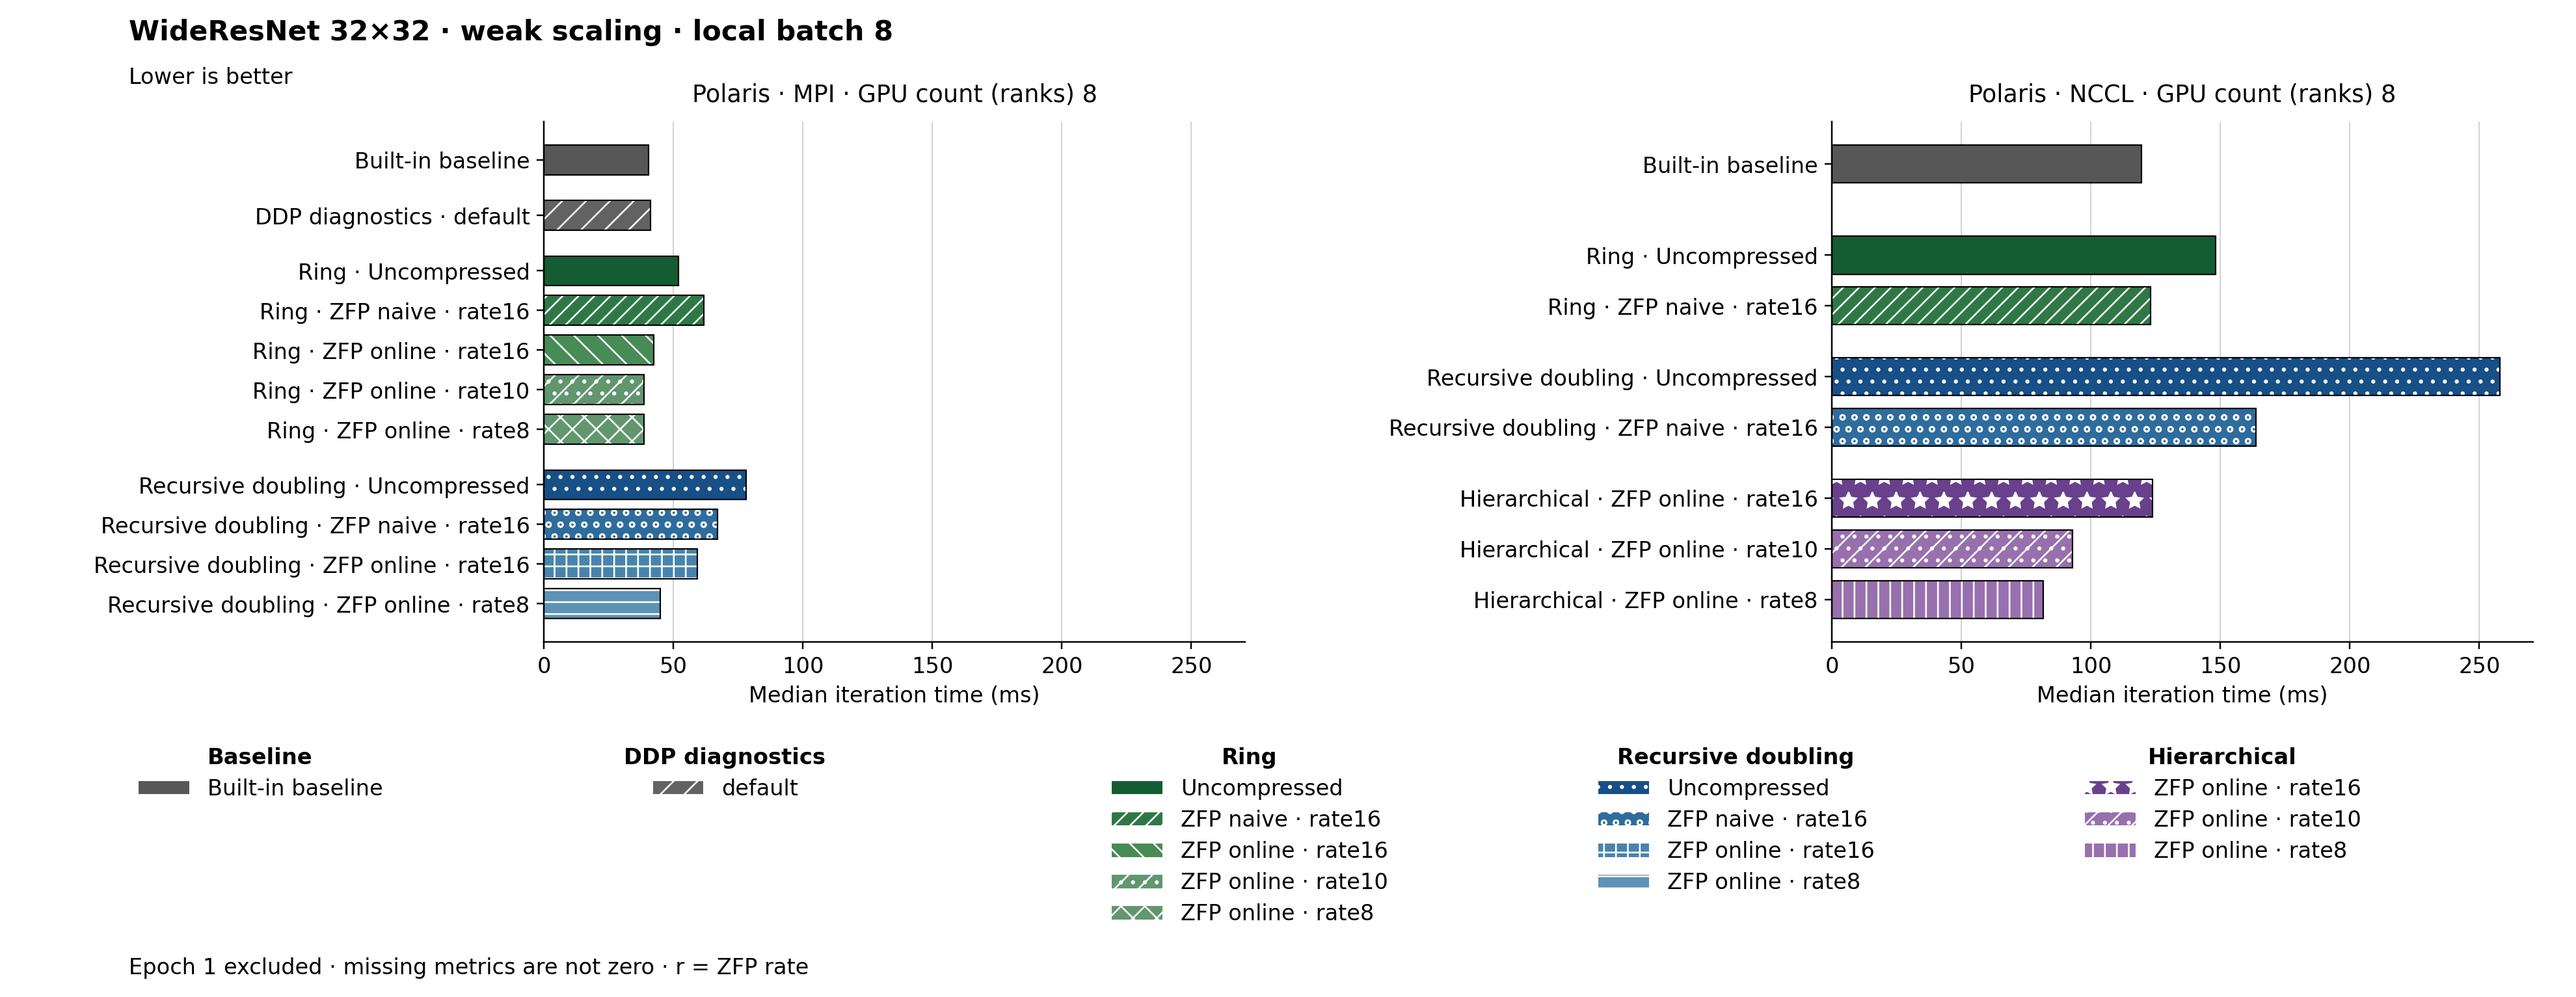 WideResNet 32×32 · weak scaling · local batch 8
Lower is better
Polaris · MPI · GPU count (ranks) 8
Built-in baseline
DDP diagnostics · default
Ring · Uncompressed
Ring · ZFP naive · rate16
Ring · ZFP online · rate16
Ring · ZFP online · rate10
Ring · ZFP online · rate8
Recursive doubling · Uncompressed
Recursive doubling · ZFP naive · rate16
Recursive doubling · ZFP online · rate16
Recursive doubling · ZFP online · rate8
0 50 100 150 200 250
Median iteration time (ms)
Polaris · NCCL · GPU count (ranks) 8
Built-in baseline
Ring · Uncompressed
Ring · ZFP naive · rate16
Recursive doubling · Uncompressed
Recursive doubling · ZFP naive · rate16
Hierarchical · ZFP online · rate16
Hierarchical · ZFP online · rate10
Hierarchical · ZFP online · rate8
0 50 100 150 200 250
Median iteration time (ms)
Baseline
Built-in baseline
DDP diagnostics
default
Ring
Uncompressed
ZFP naive · rate16
ZFP online · rate16
ZFP online · rate10
ZFP online · rate8
Recursive doubling
Uncompressed
ZFP naive · rate16
ZFP online · rate16
ZFP online · rate8
Hierarchical
ZFP online · rate16
ZFP online · rate10
ZFP online · rate8
Epoch 1 excluded · missing metrics are not zero · r = ZFP rate